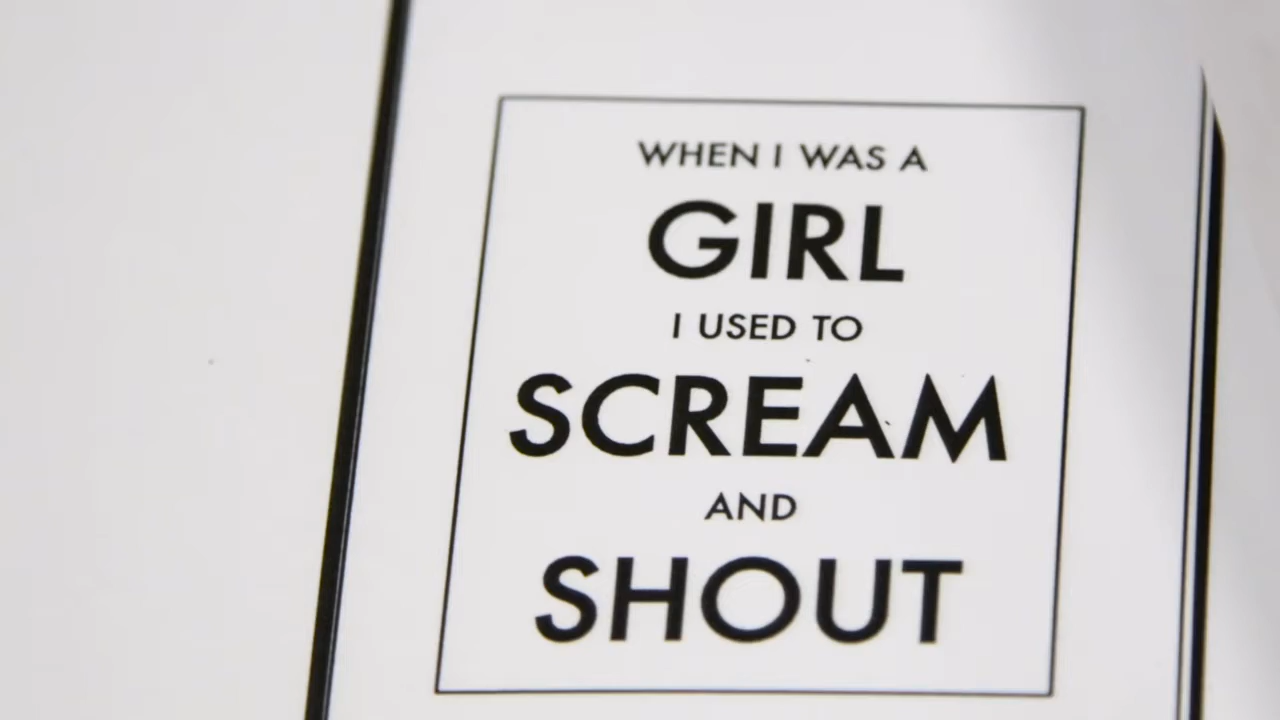 WHEN I WAS A
GIRL
I USED TO
SCREAM
AND
SHOUT